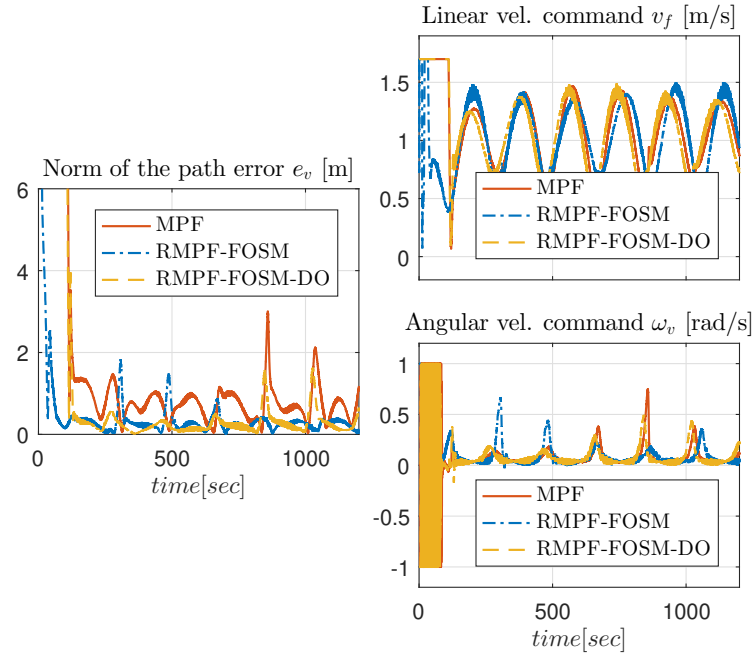 Norm of the path error e_v [m]
6
4
2
0
MPF
RMPF-FOSM
RMPF-FOSM-DO
0 500 1000
time[sec]
Linear vel. command v_f [m/s]
1.5
1
0.5
0
MPF
RMPF-FOSM
RMPF-FOSM-DO
Angular vel. command ω_v [rad/s]
1
0.5
0
-0.5
-1
MPF
RMPF-FOSM
RMPF-FOSM-DO
0 500 1000
time[sec]